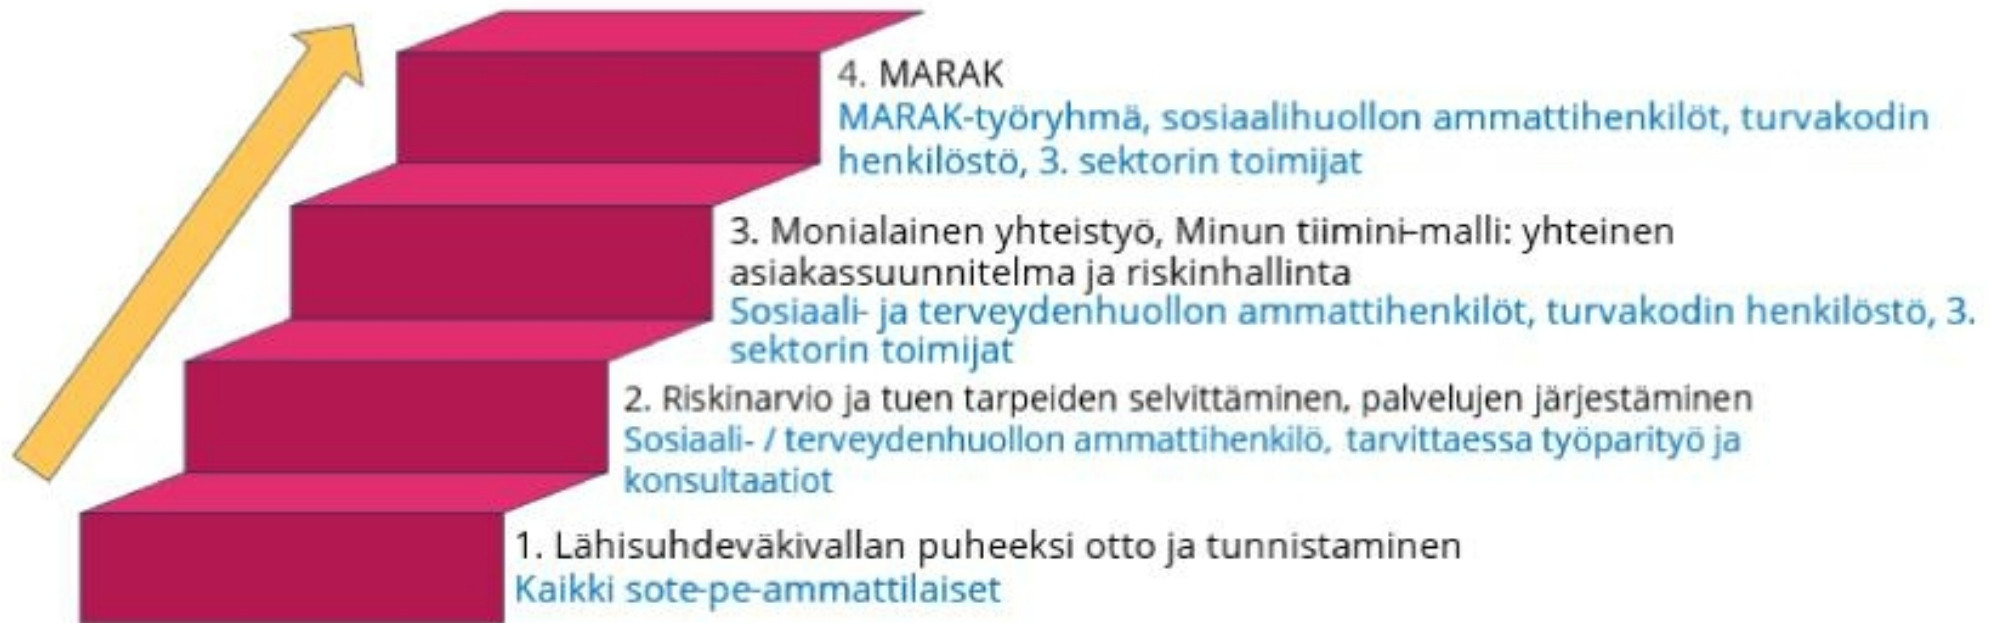 4. MARAK
MARAK-työryhmä, sosiaalihuollon ammattihenkilöt, turvakodin
henkilöstö, 3. sektorin toimijat
3. Monialainen yhteistyö, Minun tiimini-malli: yhteinen
asiakassuunnitelma ja riskinhallinta
Sosiaali- ja terveydenhuollon ammattihenkilöt, turvakodin henkilöstö, 3.
sektorin toimijat
2. Riskinarvio ja tuen tarpeiden selvittäminen, palvelujen järjestäminen
Sosiaali- / terveydenhuollon ammattihenkilö, tarvittaessa työparityö ja
konsultaatiot
1. Lähisuhdeväkivallan puheeksi otto ja tunnistaminen
Kaikki sote-pe-ammattilaiset